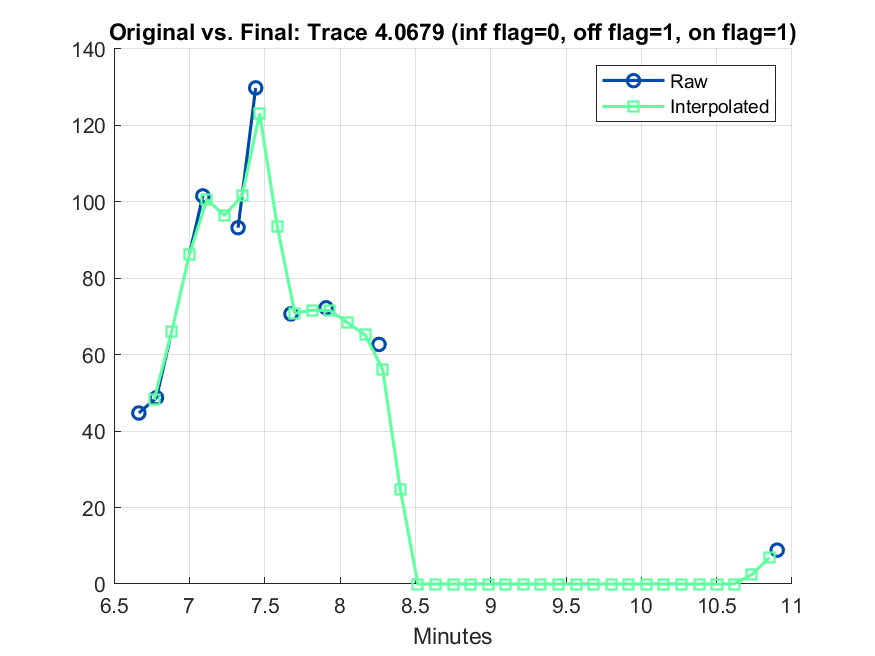 Original vs. Final: Trace 4.0679 (inf flag=0, off flag=1, on flag=1)
140
120
100
80
60
40
20
0
Raw
Interpolated
6.5 7 7.5 8 8.5 9 9.5 10 10.5 11
Minutes